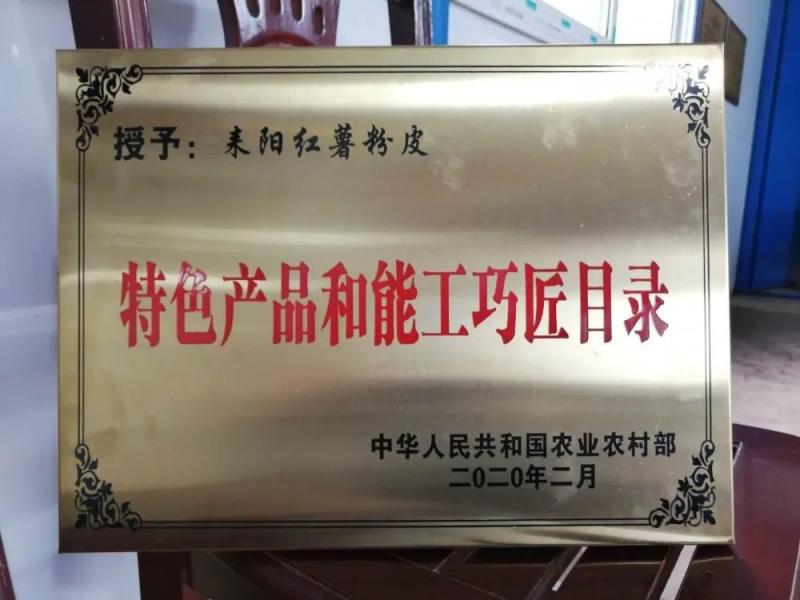 授予：耒阳红薯粉皮
特色产品和能工巧匠目录
中华人民共和国农业农村部
二〇二〇年二月